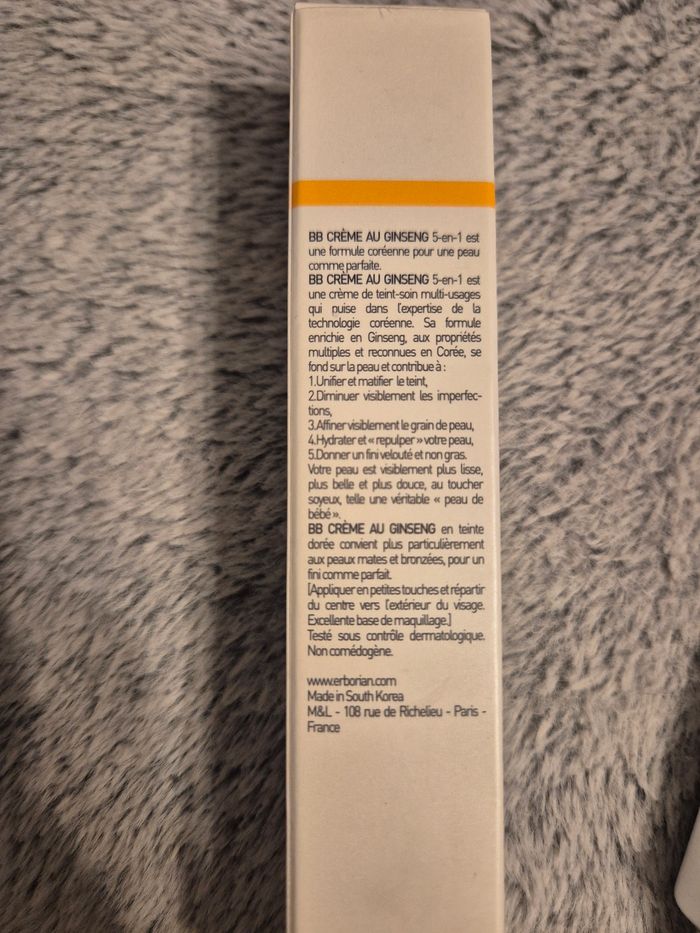 BB CRÈME AU GINSENG 5-en-1 est
une formule coréenne pour une peau
comme parfaite.
BB CRÈME AU GINSENG 5-en-1 est
une crème de teint-soin multi-usages
qui puise dans l'expertise de la
technologie coréenne. Sa formule
enrichie en Ginseng, aux propriétés
multiples et reconnues en Corée, se
fond sur la peau et contribue à :
1.Unifier et matifier le teint,
2.Diminuer visiblement les imperfec-
tions,
3.Affiner visiblement le grain de peau,
4.Hydrater et « repulper » votre peau,
5.Donner un fini velouté et non gras.
Votre peau est visiblement plus lisse,
plus belle et plus douce, au toucher
soyeux, telle une véritable « peau de
bébé ».
BB CRÈME AU GINSENG en teinte
dorée convient plus particulièrement
aux peaux mates et bronzées, pour un
fini comme parfait.
[Appliquer en petites touches et répartir
du centre vers l'extérieur du visage.
Excellente base de maquillage.]
Testé sous contrôle dermatologique.
Non comédogène.
www.erborian.com
Made in South Korea
M&L - 108 rue de Richelieu - Paris -
France